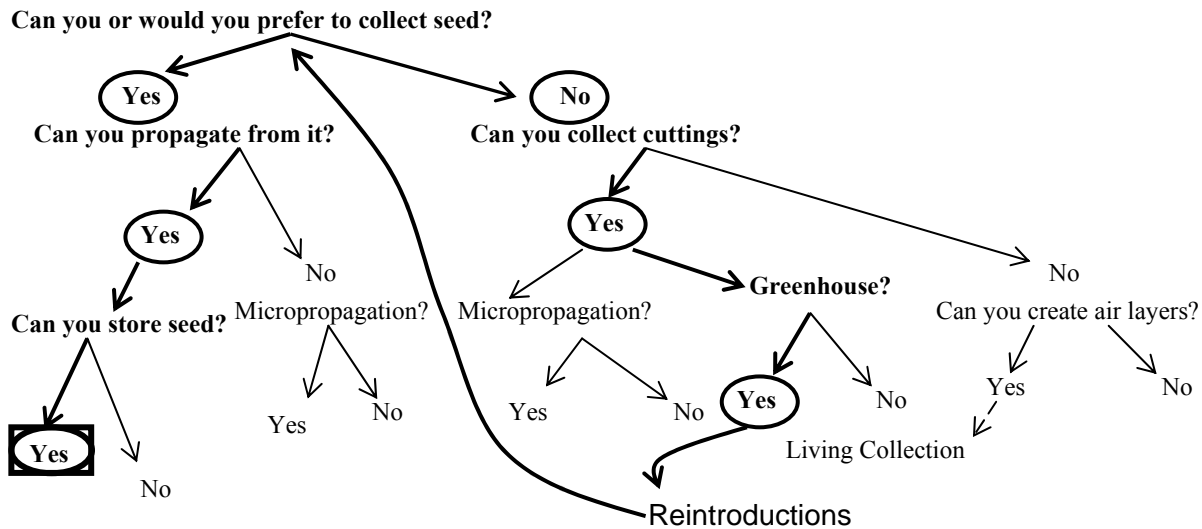 Can you or would you prefer to collect seed?
Yes
No
Can you propagate from it?
Can you collect cuttings?
Yes
Yes
No
No
Greenhouse?
Micropropagation?
Micropropagation?
Can you create air layers?
Can you store seed?
Yes
No
Yes
No
Yes
No
Yes
No
Yes
No
Living Collection
Reintroductions